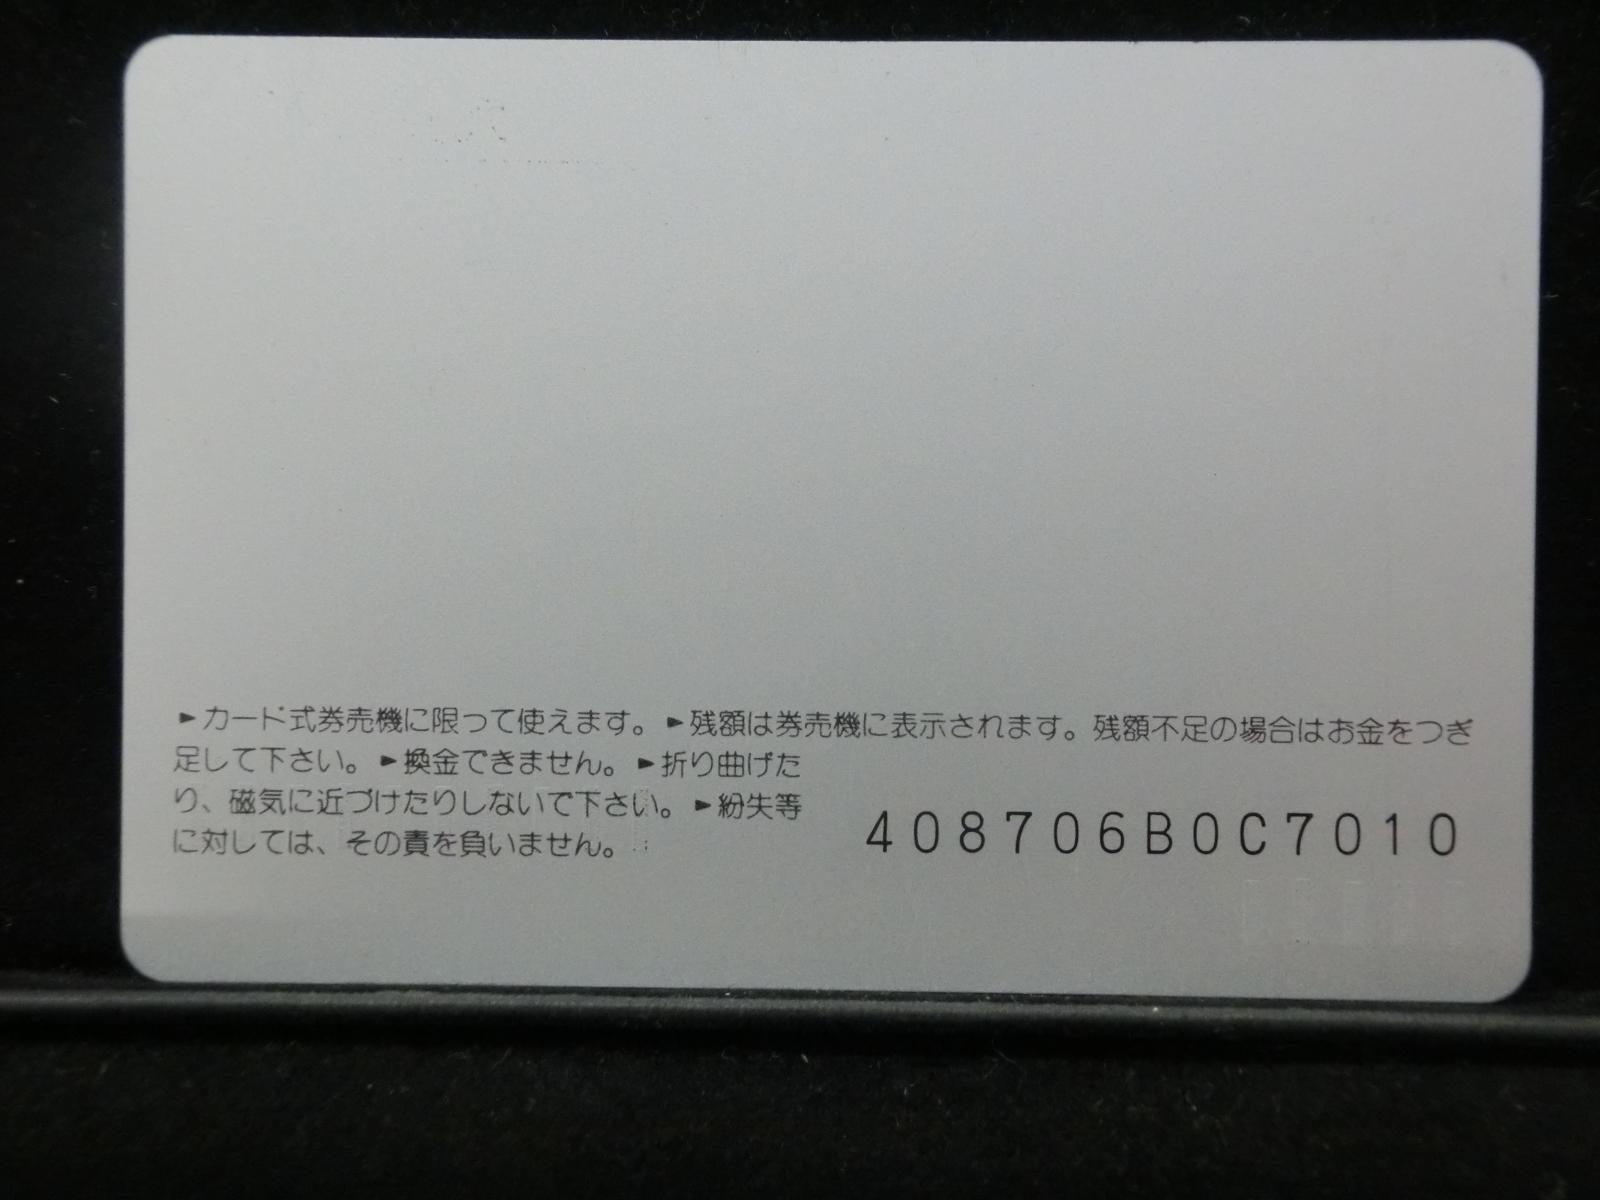 ►カード式券売機に限って使えます。►残額は券売機に表示されます。残額不足の場合はお金をつぎ
足して下さい。►換金できません。►折り曲げた
り、磁気に近づけたりしないで下さい。►紛失等
に対しては、その責を負いません。
408706B0C7010